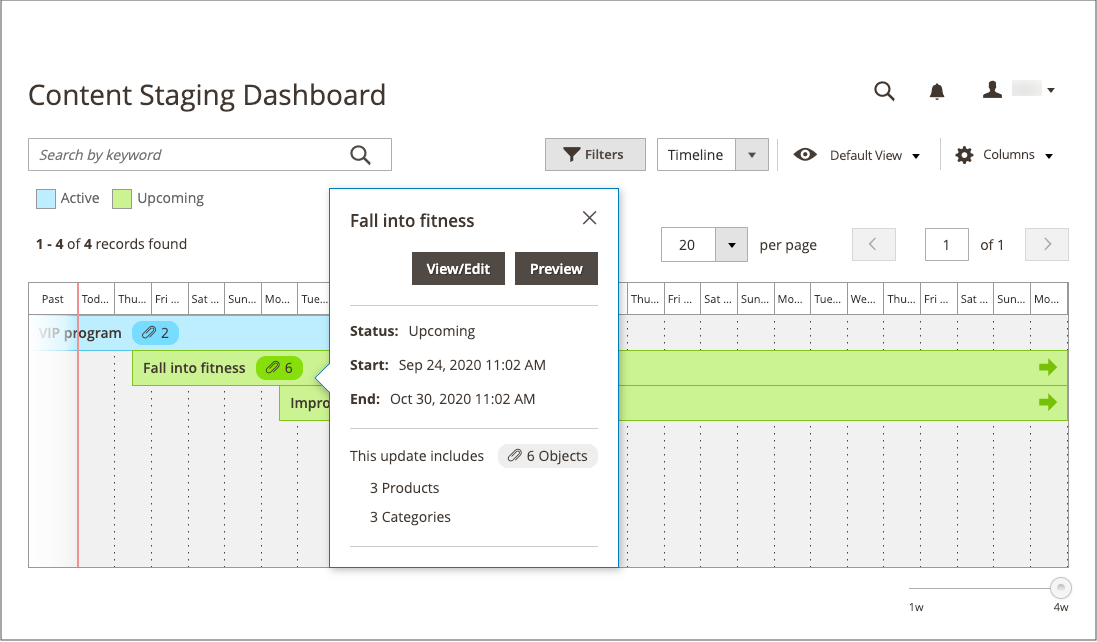 Content Staging Dashboard
Search by keyword
Filters
Timeline
Default View
Columns
Active
Upcoming
1 - 4 of 4 records found
20
per page
1
of 1
Past Tod... Thu... Fri ... Sat ... Sun... Mo... Tue... Thu... Fri ... Sat ... Sun... Mo... Tue... We... Thu... Fri ... Sat ... Sun... Mo...
VIP program 2
Fall into fitness 6
Impro
Fall into fitness
View/Edit
Preview
Status: Upcoming
Start: Sep 24, 2020 11:02 AM
End: Oct 30, 2020 11:02 AM
This update includes 6 Objects
3 Products
3 Categories
1w
4w